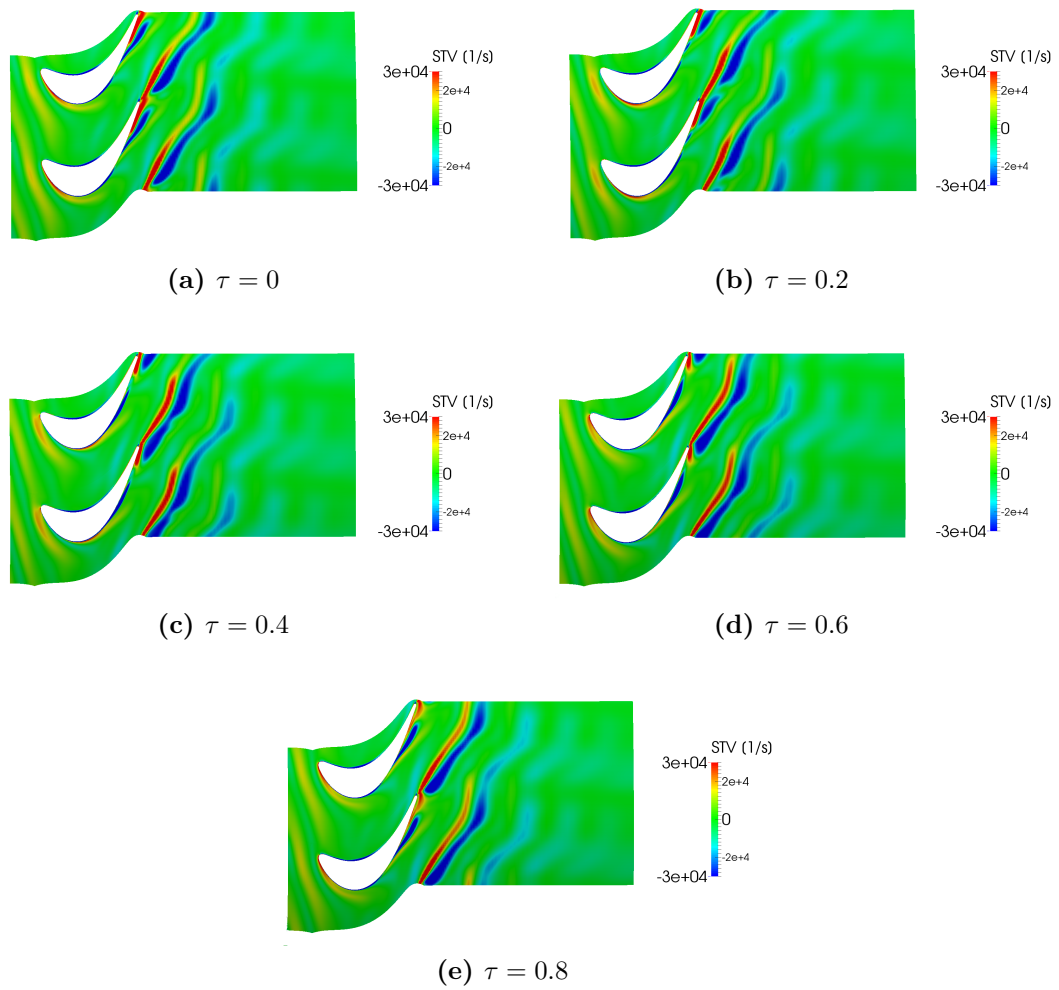 STV (1/s)
3e+04
2e+4
0
-2e+4
-3e+04
STV (1/s)
3e+04
2e+4
0
-2e+4
-3e+04
(a) τ = 0
(b) τ = 0.2
STV (1/s)
3e+04
2e+4
0
-2e+4
-3e+04
STV (1/s)
3e+04
2e+4
0
-2e+4
-3e+04
(c) τ = 0.4
(d) τ = 0.6
STV (1/s)
3e+04
2e+4
0
-2e+4
-3e+04
(e) τ = 0.8